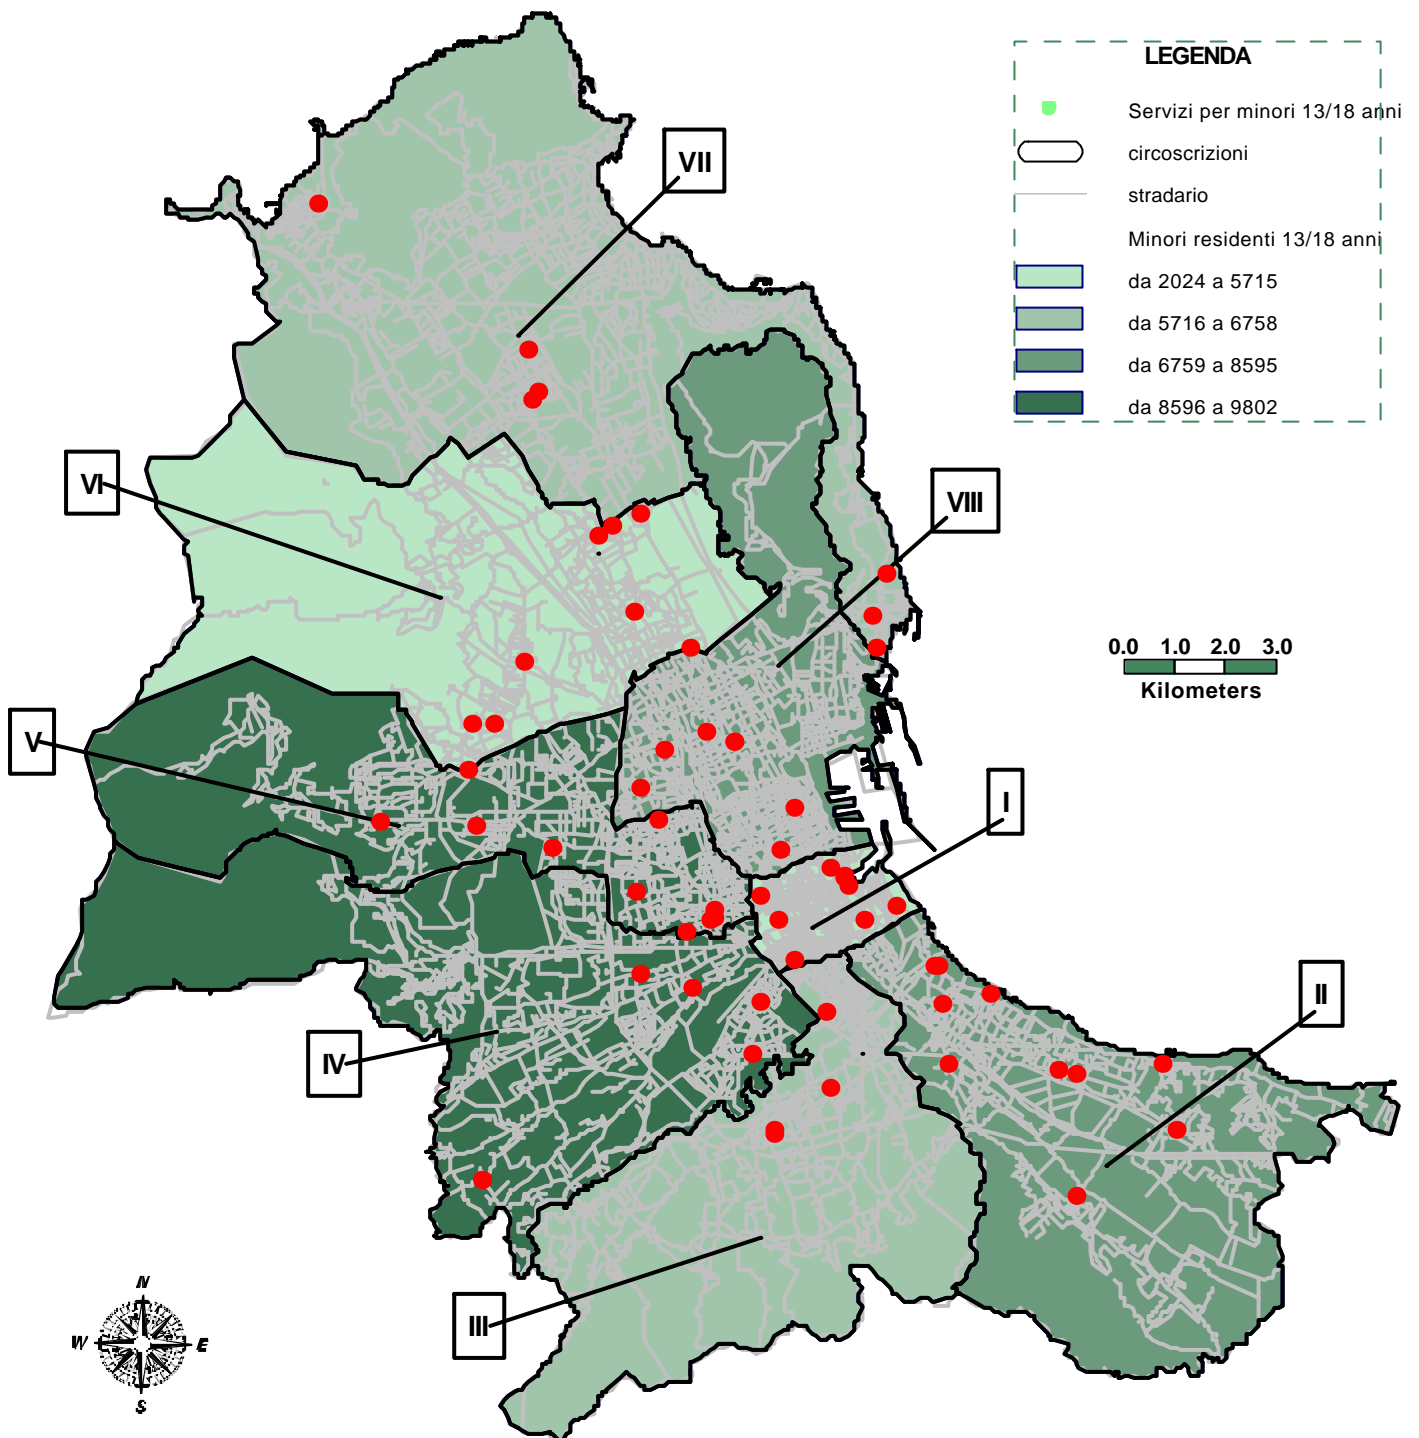 LEGENDA
Servizi per minori 13/18 anni
circoscrizioni
stradario
Minori residenti 13/18 anni
da 2024 a 5715
da 5716 a 6758
da 6759 a 8595
da 8596 a 9802
VII
VI
VIII
0.0 1.0 2.0 3.0
Kilometers
V
I
II
IV
III
N
W E
S